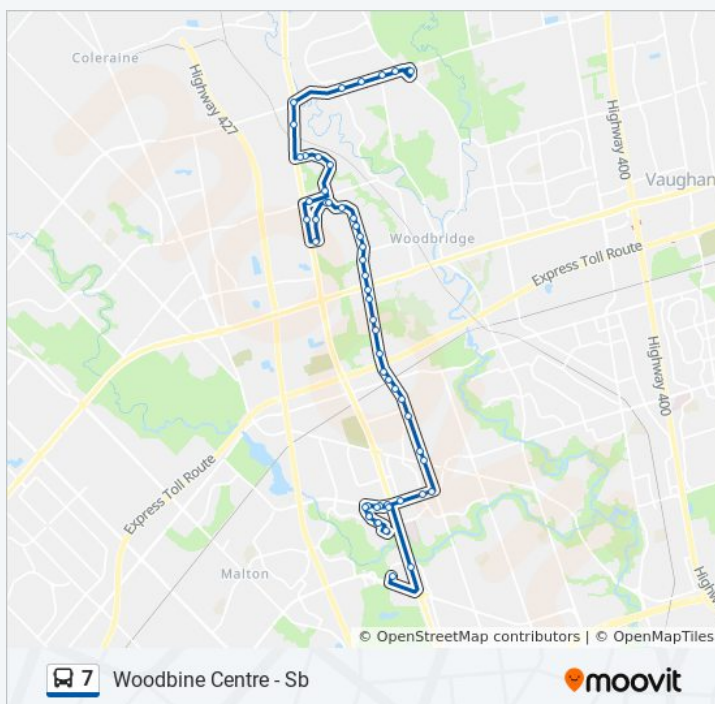 Coleraine
Highway 427
Highway 400
Vaughan
Woodbridge
Express Toll Route
Highway 400
Express Toll Route
Malton
© OpenStreetMap contributors | © OpenMapTiles
7 Woodbine Centre - Sb
moovit